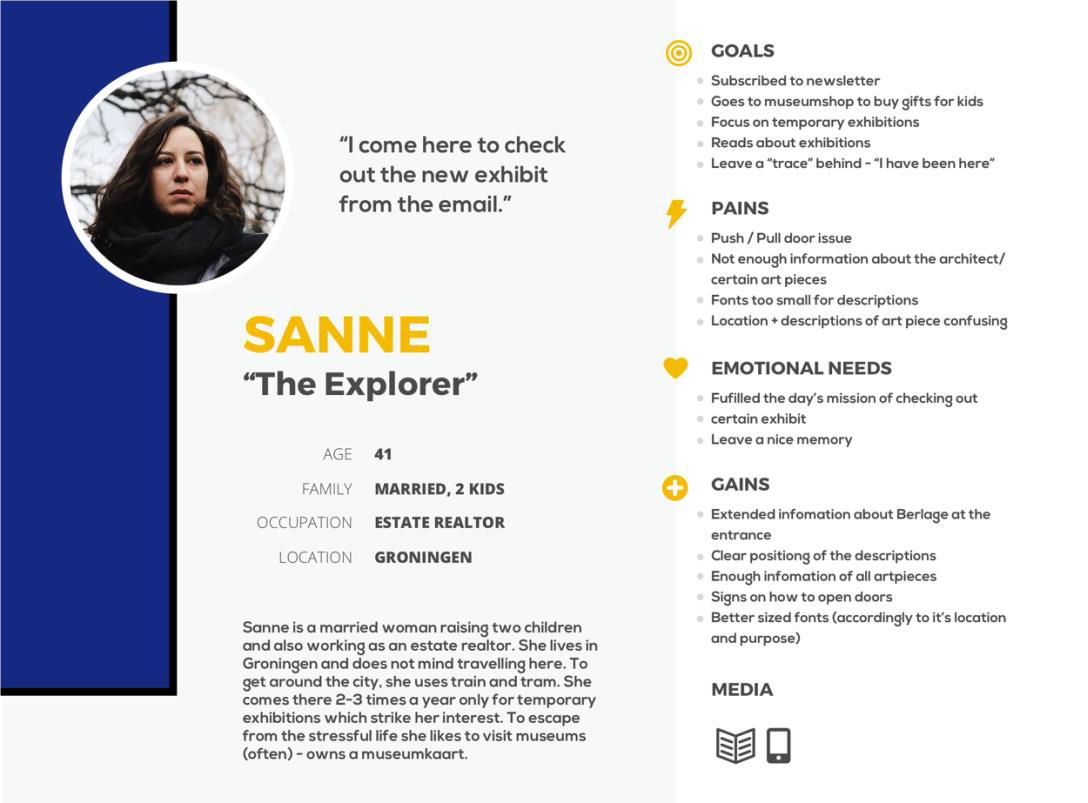 “I come here to check
out the new exhibit
from the email.”
SANNE
“The Explorer”
AGE 41
FAMILY MARRIED, 2 KIDS
OCCUPATION ESTATE REALTOR
LOCATION GRONINGEN
Sanne is a married woman raising two children
and also working as an estate realtor. She lives in
Groningen and does not mind travelling here. To
get around the city, she uses train and tram. She
comes there 2-3 times a year only for temporary
exhibitions which strike her interest. To escape
from the stressful life she likes to visit museums
(often) - owns a museumkaart.
GOALS
Subscribed to newsletter
Goes to museumshop to buy gifts for kids
Focus on temporary exhibitions
Reads about exhibitions
Leave a “trace” behind - “I have been here”
PAINS
Push / Pull door issue
Not enough information about the architect/
certain art pieces
Fonts too small for descriptions
Location + descriptions of art piece confusing
EMOTIONAL NEEDS
Fufilled the day’s mission of checking out
certain exhibit
Leave a nice memory
GAINS
Extended infomation about Berlage at the
entrance
Clear positiong of the descriptions
Enough infomation of all artpieces
Signs on how to open doors
Better sized fonts (accordingly to it’s location
and purpose)
MEDIA